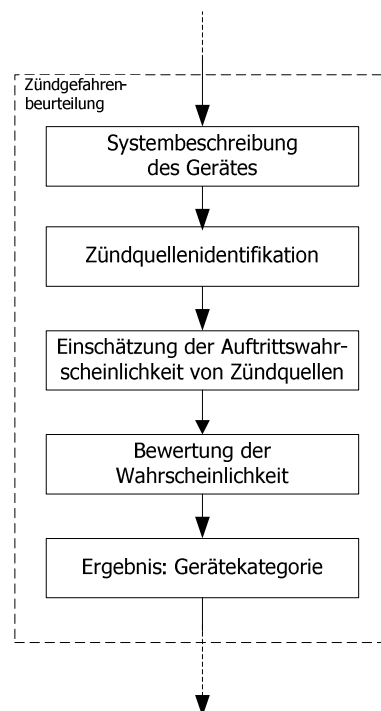 Zündgefahren-
beurteilung
Systembeschreibung
des Gerätes
Zündquellenidentifikation
Einschätzung der Auftrittswahr-
scheinlichkeit von Zündquellen
Bewertung der
Wahrscheinlichkeit
Ergebnis: Gerätekategorie